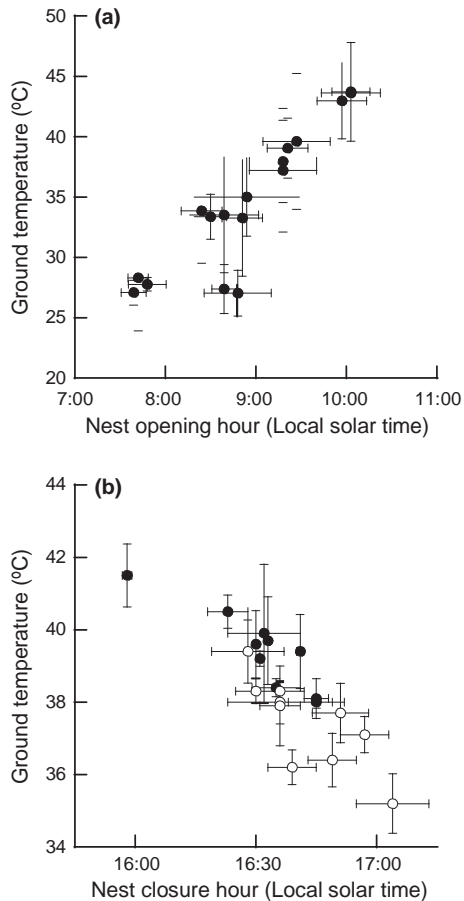 (a)
50
45
40
35
30
25
20
Ground temperature (ºC)
7:00 8:00 9:00 10:00 11:00
Nest opening hour (Local solar time)
(b)
44
42
40
38
36
34
Ground temperature (ºC)
16:00 16:30 17:00
Nest closure hour (Local solar time)